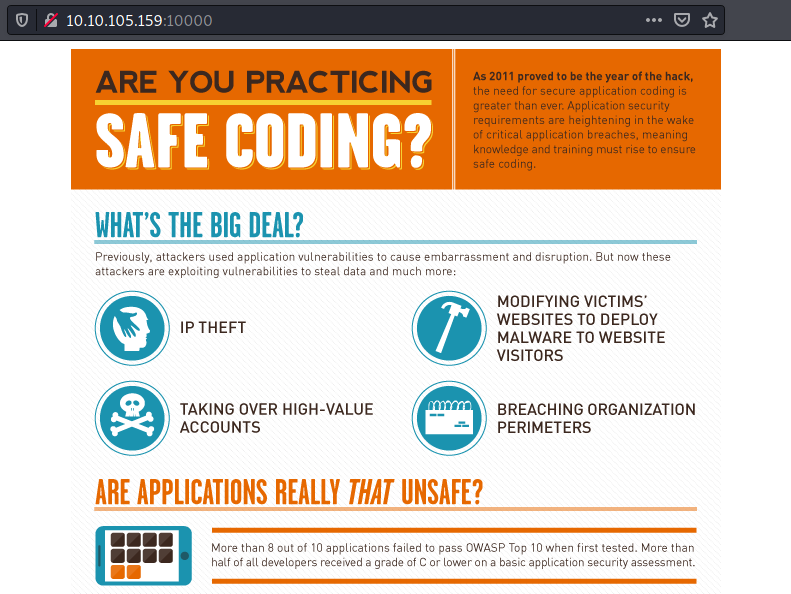 10.10.105.159:10000
ARE YOU PRACTICING
SAFE CODING?
As 2011 proved to be the year of the hack,
the need for secure application coding is
greater than ever. Application security
requirements are heightening in the wake
of critical application breaches, meaning
knowledge and training must rise to ensure
safe coding.
WHAT'S THE BIG DEAL?
Previously, attackers used application vulnerabilities to cause embarrassment and disruption. But now these
attackers are exploiting vulnerabilities to steal data and much more:
IP THEFT
MODIFYING VICTIMS'
WEBSITES TO DEPLOY
MALWARE TO WEBSITE
VISITORS
TAKING OVER HIGH-VALUE
ACCOUNTS
BREACHING ORGANIZATION
PERIMETERS
ARE APPLICATIONS REALLY THAT UNSAFE?
More than 8 out of 10 applications failed to pass OWASP Top 10 when first tested. More than
half of all developers received a grade of C or lower on a basic application security assessment.